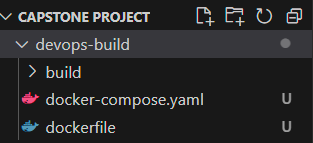 CAPSTONE PROJECT
devops-build
build
docker-compose.yaml U
dockerfile U